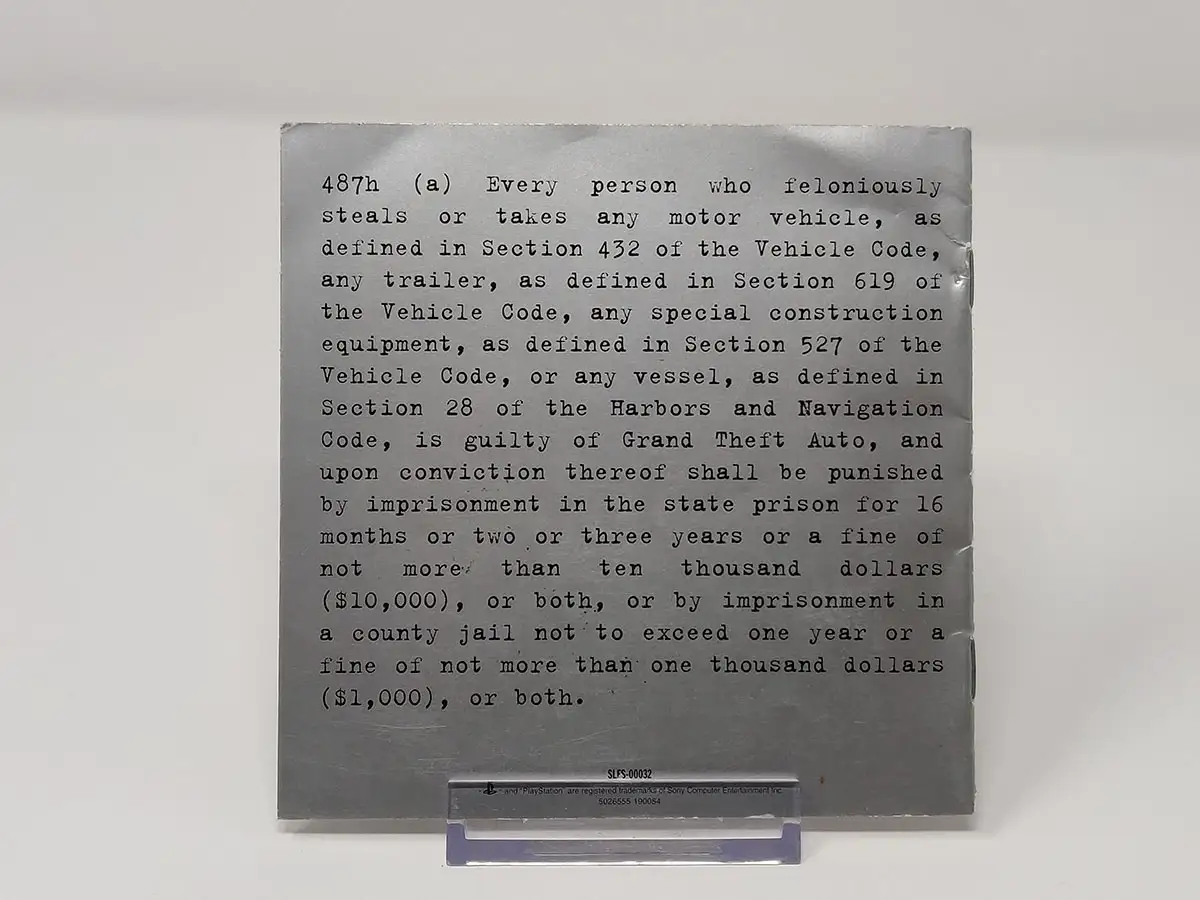 487h (a) Every person who feloniously
steals or takes any motor vehicle, as
defined in Section 432 of the Vehicle Code,
any trailer, as defined in Section 619 of
the Vehicle Code, any special construction
equipment, as defined in Section 527 of the
Vehicle Code, or any vessel, as defined in
Section 28 of the Harbors and Navigation
Code, is guilty of Grand Theft Auto, and
upon conviction thereof shall be punished
by imprisonment in the state prison for 16
months or two or three years or a fine of
not more than ten thousand dollars
($10,000), or both, or by imprisonment in
a county jail not to exceed one year or a
fine of not more than one thousand dollars
($1,000), or both.
SLES-00032
" " and "PlayStation" are registered trademarks of Sony Computer Entertainment Inc.
5026555 190054